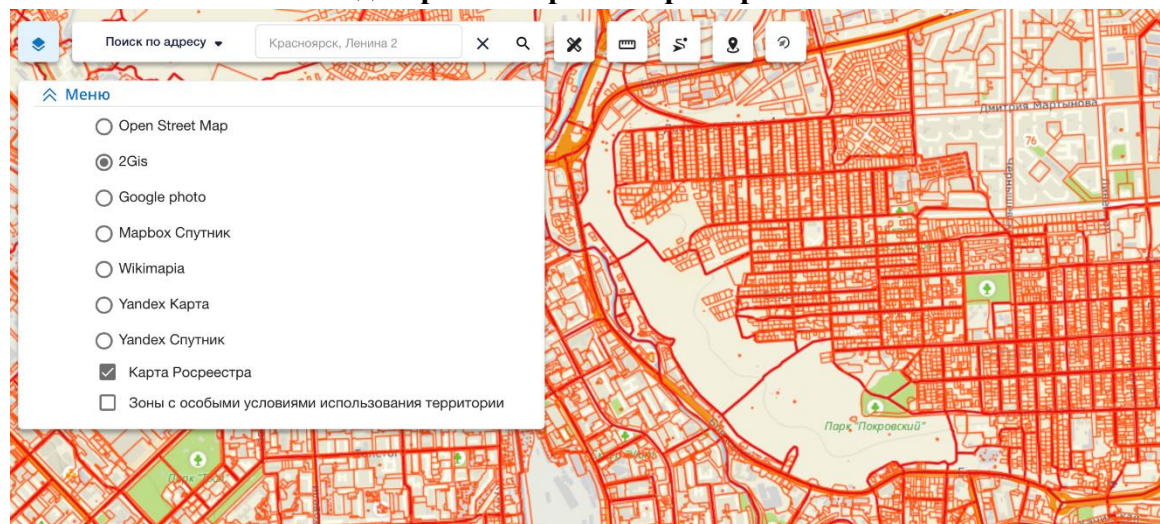 Поиск по адресу
Красноярск, Ленина 2
Меню
Open Street Map
2Gis
Google photo
Mapbox Спутник
Wikimapia
Yandex Карта
Yandex Спутник
Карта Росреестра
Зоны с особыми условиями использования территории
Дмитрия Мартынова
76
Парк "Покровский"